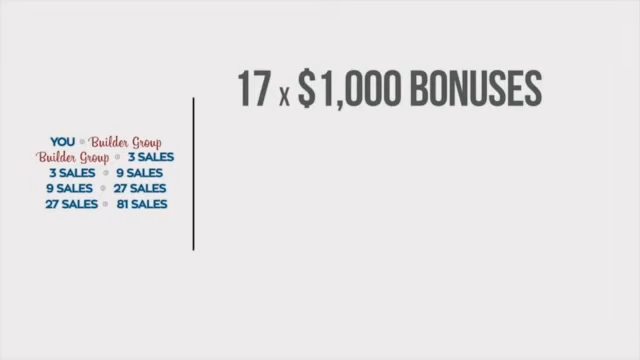 17 x $1,000 BONUSES
YOU Builder Group
Builder Group 3 SALES
3 SALES 9 SALES
9 SALES 27 SALES
27 SALES 81 SALES